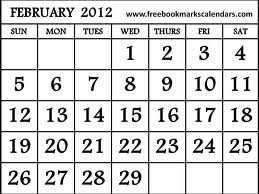 FEBRUARY 2012 www.freebookmarkscalendars.com
SUN MON TUE WED THU FRI SAT
1 2 3 4
5 6 7 8 9 10 11
12 13 14 15 16 17 18
19 20 21 22 23 24 25
26 27 28 29